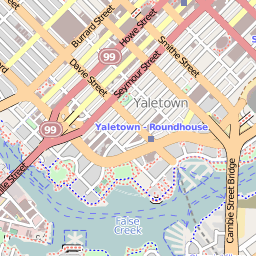 Burrard Street
Howe Street
Smithe Street
99
Davie Street
Seymour Street
Yaletown
99
Yaletown - Roundhouse
Cambie Street Bridge
False
Creek